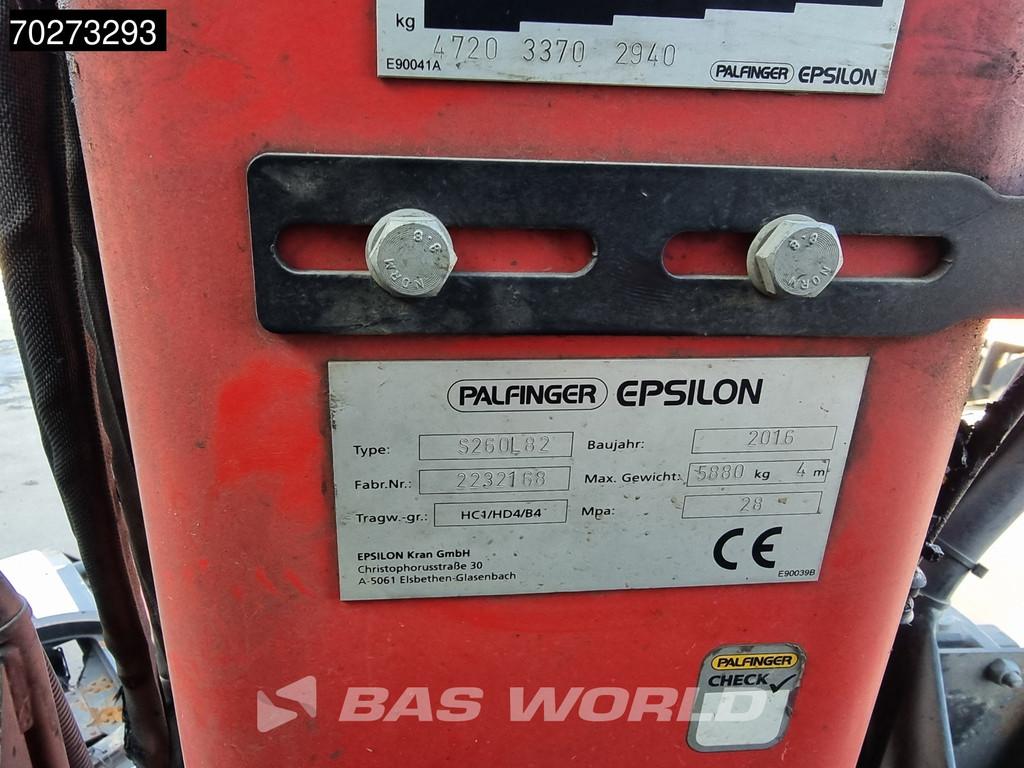 70273293
kg
4720 3370 2940
E90041A
PALFINGER EPSILON
8.8
NORM
8.8
NORM
PALFINGER EPSILON
Type: S260L82 Baujahr: 2016
Fabr.Nr.: 2232168 Max. Gewicht: 5880 kg 4 m
Tragw.-gr.: HC1/HD4/B4 Mpa: 28
EPSILON Kran GmbH
Christophorusstraße 30
A-5061 Elsbethen-Glasenbach
CE
E90039B
PALFINGER
CHECK
BAS WORLD